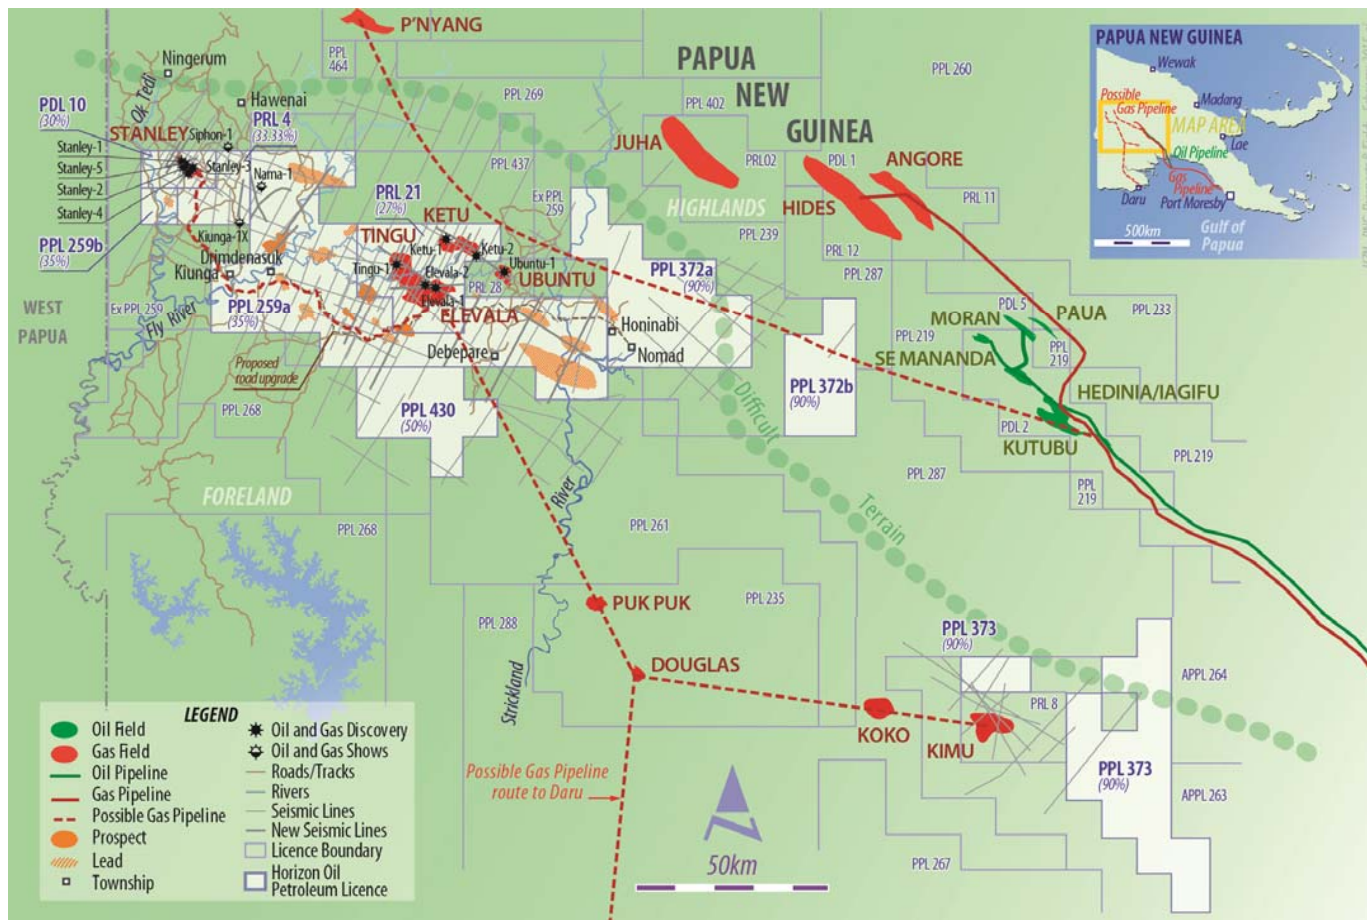 P'NYANG
PAPUA
NEW
GUINEA
PPL
464
PPL 260
PPL 269
PPL 402
Ningerum
Ok Tedi
Hawenai
PDL 10
(30%)
PRL 4
(33.33%)
STANLEY
Siphon-1
Stanley-1
Stanley-5
Stanley-2
Stanley-4
Stanley-3
Nama-1
Kiunga-1X
PPL 259b
(35%)
Drimdenasuk
Kiunga
PPL 259a
(35%)
Ex PPL 259
WEST
PAPUA
Fly River
Proposed
road upgrade
PPL 437
PRL 21
(27%)
KETU
TINGU
Ketu-1
Ketu-2
Tingu-1
Elevala-2
Elevala-1
ELEVALA
PRL 28
Ubuntu-1
UBUNTU
Ex PPL
259
Debepare
Honinabi
Nomad
JUHA
PRL02
PDL 1
ANGORE
HIDES
PRL 11
HIGHLANDS
PPL 239
PRL 12
PPL 287
PPL 372a
(90%)
PPL 372b
(90%)
PDL 5
PAUA
PPL 233
MORAN
PPL 219
PPL
219
SE MANANDA
HEDINIA/IAGIFU
PDL 2
KUTUBU
PPL 219
PPL
219
PPL 287
PPL 268
PPL 430
(50%)
FORELAND
PPL 268
PPL 261
Difficult
Terrain
River
Strickland
PPL 288
PUK PUK
PPL 235
DOUGLAS
KOKO
KIMU
PPL 373
(90%)
PRL 8
APPL 264
PPL 373
(90%)
APPL 263
PPL 267
Possible Gas Pipeline
route to Daru
50km
LEGEND
Oil Field
Gas Field
Oil Pipeline
Gas Pipeline
Possible Gas Pipeline
Prospect
Lead
Township
Oil and Gas Discovery
Oil and Gas Shows
Roads/Tracks
Rivers
Seismic Lines
New Seismic Lines
Licence Boundary
Horizon Oil
Petroleum Licence
PAPUA NEW GUINEA
Wewak
Possible
Gas Pipeline
Madang
MAP AREA
Lae
Oil Pipeline
Gas
Pipeline
Daru
Port Moresby
Gulf of
Papua
500km